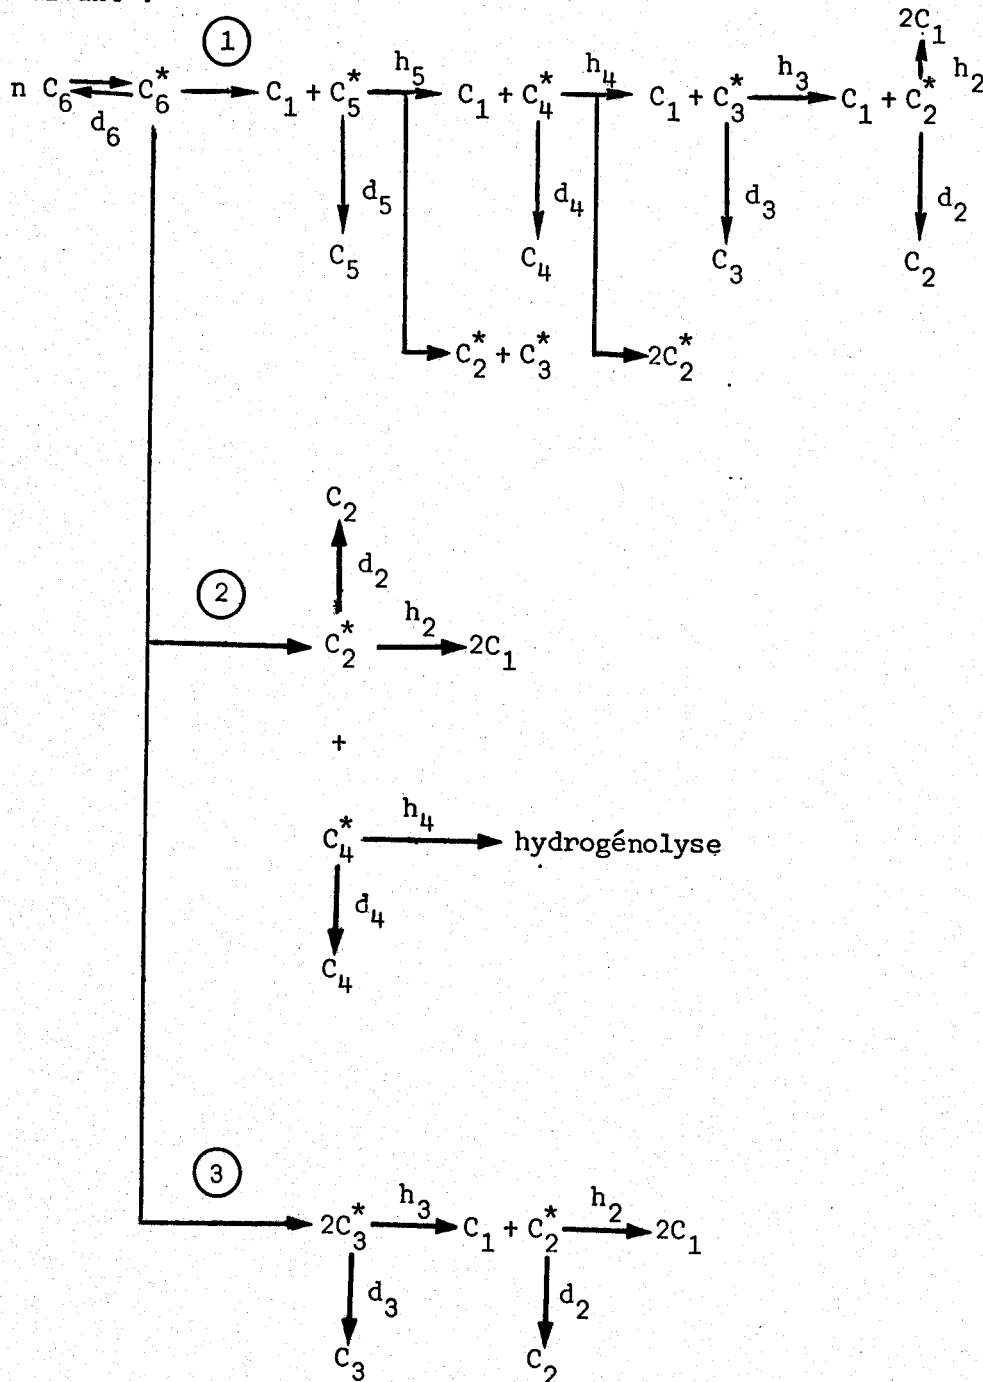 1
2C1
n C6 C6* C1 + C5* h5 C1 + C4* h4 C1 + C3* h3 C1 + C2* h2
d6
d5 d4 d3 d2
C5 C4 C3 C2
C2* + C3* 2C2*
C2
d2
2
C2* h2 2C1
+
C4* h4 hydrogénolyse
d4
C4
3
2C3* h3 C1 + C2* h2 2C1
d3 d2
C3 C2